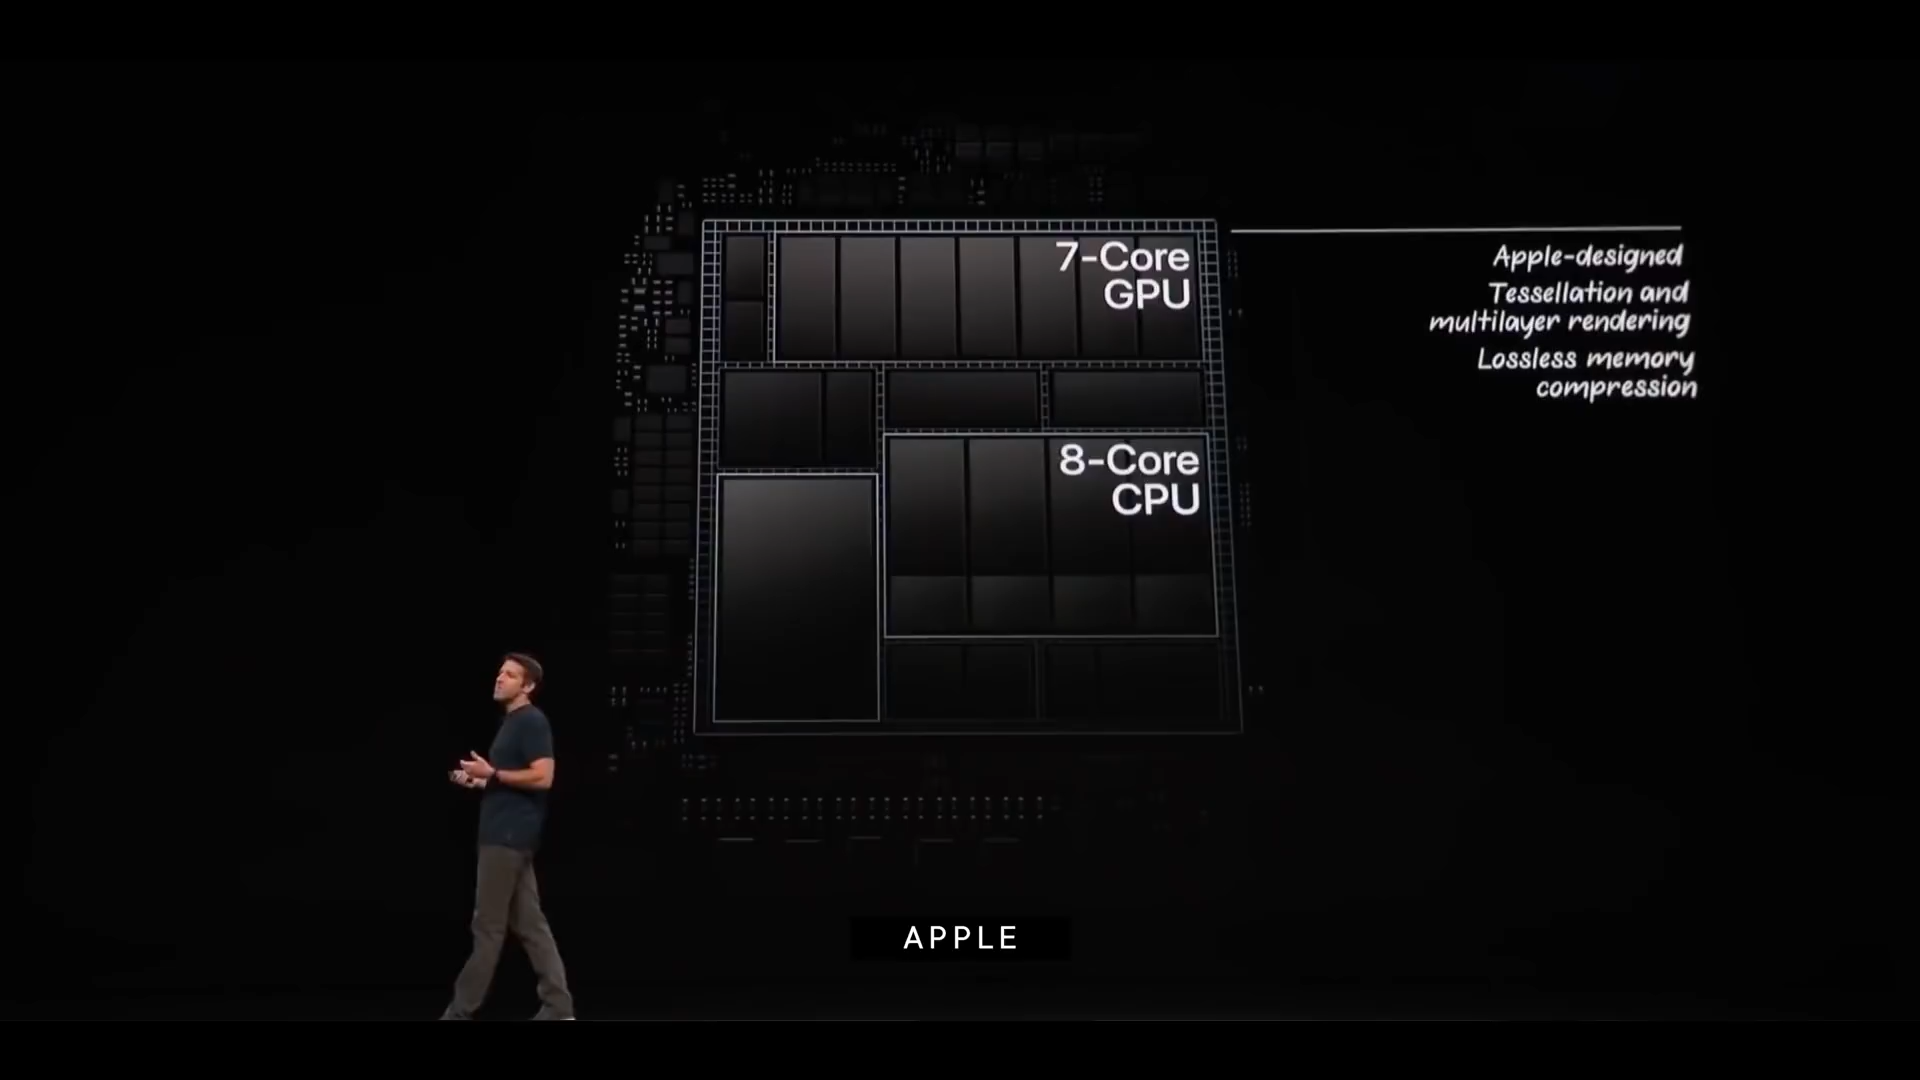 7-Core
GPU
Apple-designed
Tessellation and
multilayer rendering
Lossless memory
compression
8-Core
CPU
APPLE